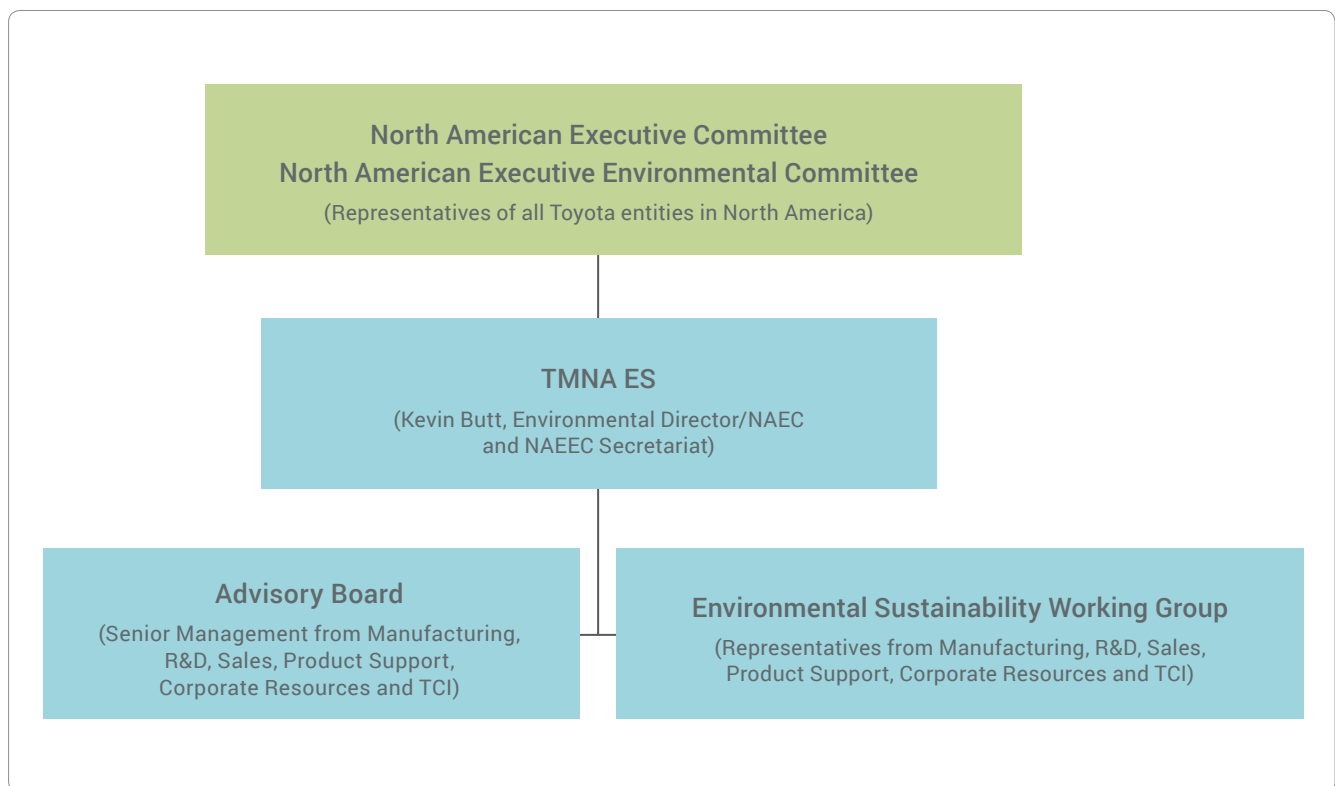 North American Executive Committee
North American Executive Environmental Committee
(Representatives of all Toyota entities in North America)
TMNA ES
(Kevin Butt, Environmental Director/NAEC
and NAEEC Secretariat)
Advisory Board
(Senior Management from Manufacturing,
R&D, Sales, Product Support,
Corporate Resources and TCI)
Environmental Sustainability Working Group
(Representatives from Manufacturing, R&D, Sales,
Product Support, Corporate Resources and TCI)